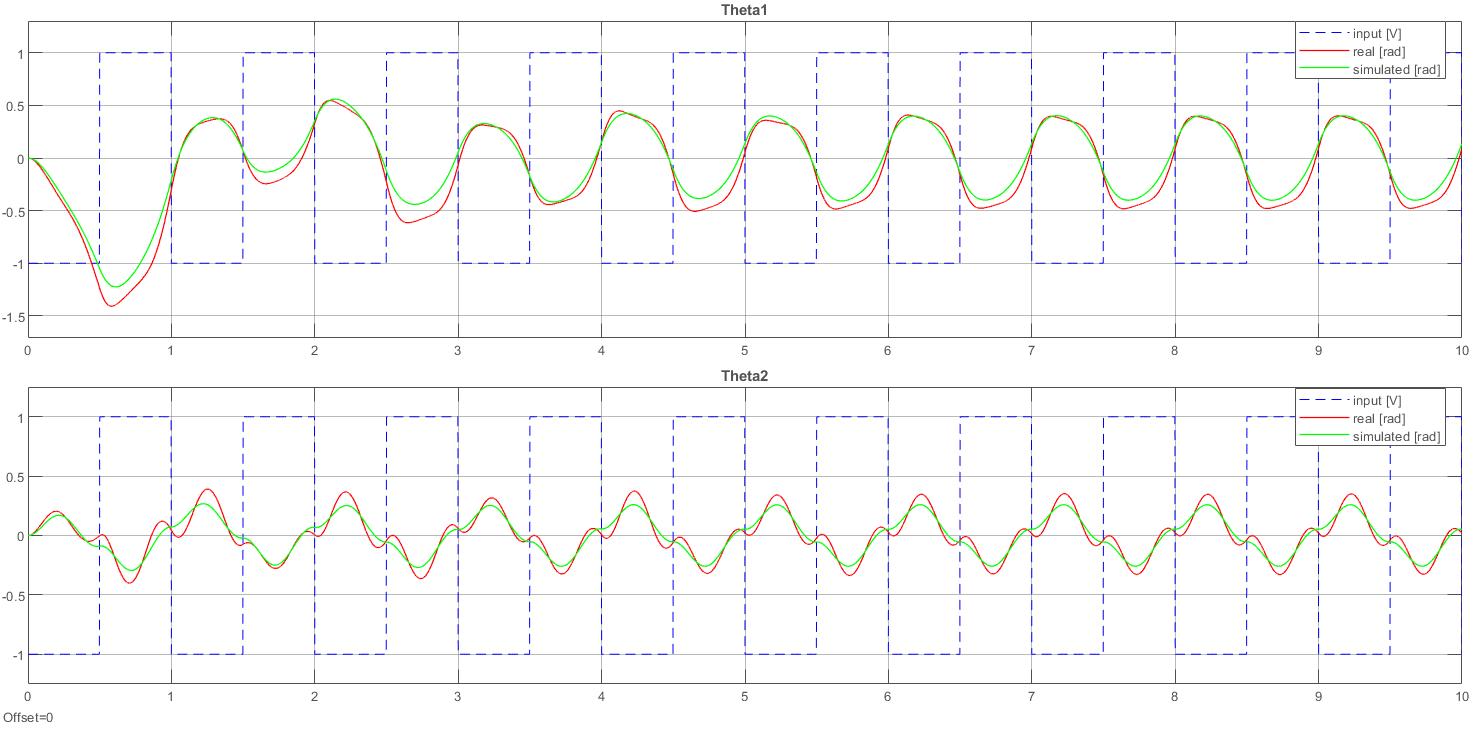 Theta1
input [V]
real [rad]
simulated [rad]
1
0.5
0
-0.5
-1
-1.5
0 1 2 3 4 5 6 7 8 9 10
Theta2
input [V]
real [rad]
simulated [rad]
1
0.5
0
-0.5
-1
0 1 2 3 4 5 6 7 8 9 10
Offset=0